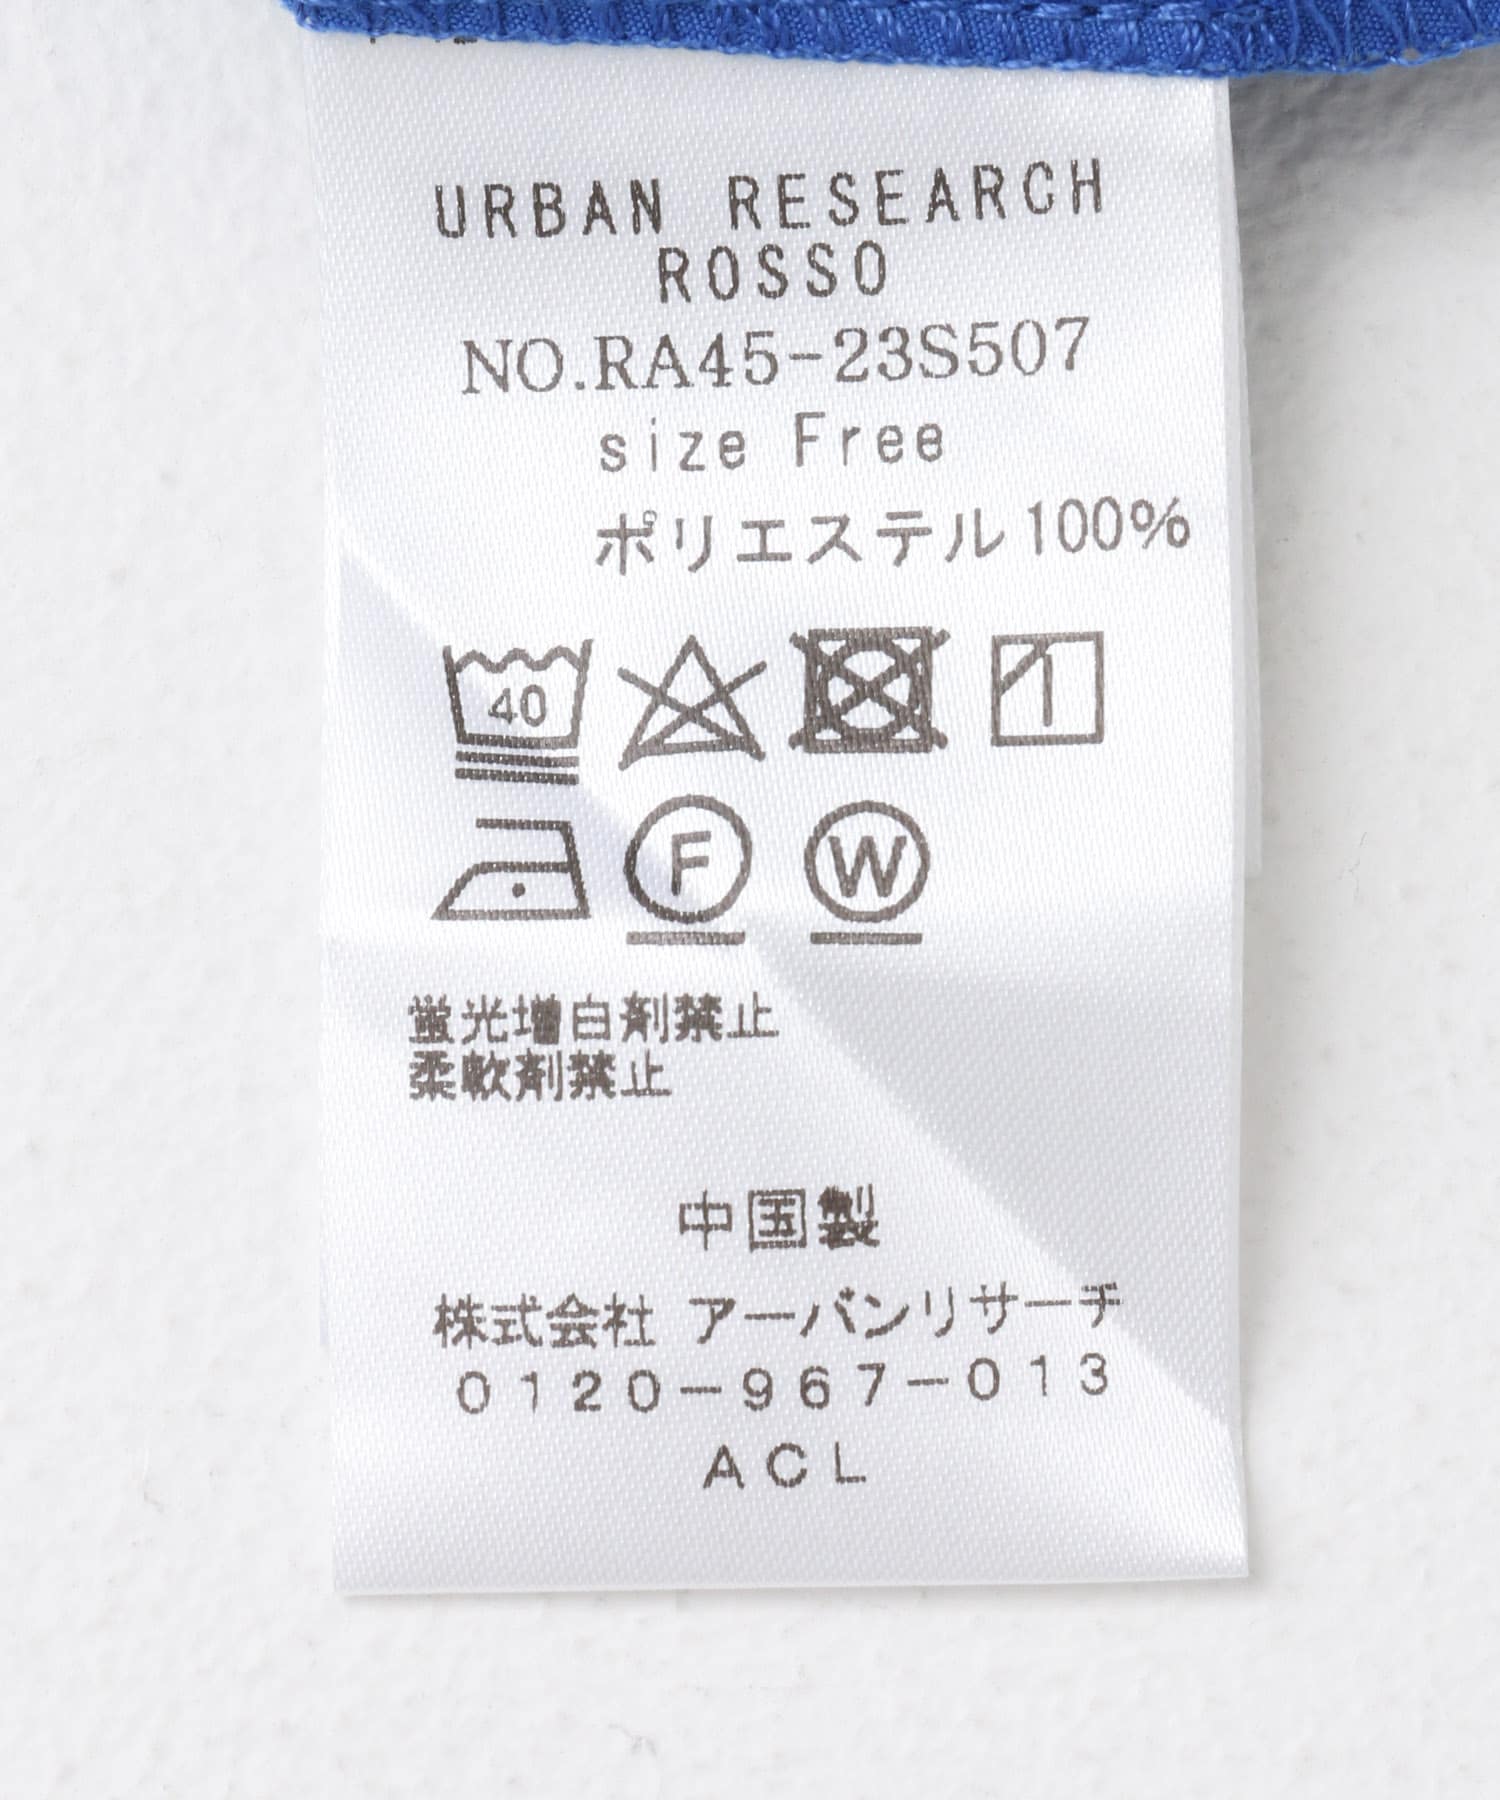 URBAN RESEARCH
ROSSO
NO.RA45-23S507
size Free
ポリエステル100%
40
F W
蛍光増白剤禁止
柔軟剤禁止
中国製
株式会社 アーバンリサーチ
0120-967-013
ACL